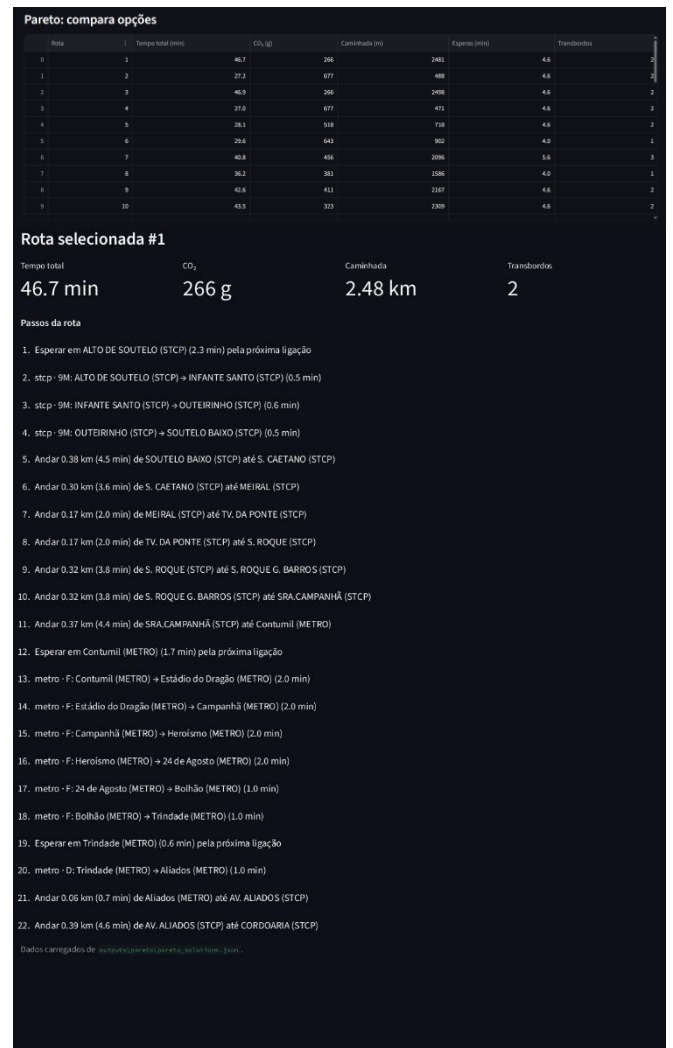 Pareto: compara opções
Rota Tempo total (min) CO₂ (g) Caminhada (m) Esperas (min) Transbordos
0 1 46.7 266 2481 4.6 2
1 2 27.2 677 488 4.6 2
2 3 46.9 266 2498 4.6 2
3 4 27.0 677 471 4.6 2
4 5 28.1 518 718 4.6 2
5 6 29.6 643 902 4.0 1
6 7 40.8 456 2096 5.6 3
7 8 36.2 381 1586 4.0 1
8 9 42.6 411 2167 4.6 2
9 10 43.5 323 2309 4.6 2
Rota selecionada #1
Tempo total CO₂ Caminhada Transbordos
46.7 min 266 g 2.48 km 2
Passos da rota
1. Esperar em ALTO DE SOUTELO (STCP) (2.3 min) pela próxima ligação
2. stcp · 9M: ALTO DE SOUTELO (STCP) → INFANTE SANTO (STCP) (0.5 min)
3. stcp · 9M: INFANTE SANTO (STCP) → OUTEIRINHO (STCP) (0.6 min)
4. stcp · 9M: OUTEIRINHO (STCP) → SOUTELO BAIXO (STCP) (0.5 min)
5. Andar 0.38 km (4.5 min) de SOUTELO BAIXO (STCP) até S. CAETANO (STCP)
6. Andar 0.30 km (3.6 min) de S. CAETANO (STCP) até MEIRAL (STCP)
7. Andar 0.17 km (2.0 min) de MEIRAL (STCP) até TV. DA PONTE (STCP)
8. Andar 0.17 km (2.0 min) de TV. DA PONTE (STCP) até S. ROQUE (STCP)
9. Andar 0.32 km (3.8 min) de S. ROQUE (STCP) até S. ROQUE G. BARROS (STCP)
10. Andar 0.32 km (3.8 min) de S. ROQUE G. BARROS (STCP) até SRA.CAMPANHÃ (STCP)
11. Andar 0.37 km (4.4 min) de SRA.CAMPANHÃ (STCP) até Contumil (METRO)
12. Esperar em Contumil (METRO) (1.7 min) pela próxima ligação
13. metro · F: Contumil (METRO) → Estádio do Dragão (METRO) (2.0 min)
14. metro · F: Estádio do Dragão (METRO) → Campanhã (METRO) (2.0 min)
15. metro · F: Campanhã (METRO) → Heroísmo (METRO) (2.0 min)
16. metro · F: Heroísmo (METRO) → 24 de Agosto (METRO) (2.0 min)
17. metro · F: 24 de Agosto (METRO) → Bolhão (METRO) (1.0 min)
18. metro · F: Bolhão (METRO) → Trindade (METRO) (1.0 min)
19. Esperar em Trindade (METRO) (0.6 min) pela próxima ligação
20. metro · D: Trindade (METRO) → Aliados (METRO) (1.0 min)
21. Andar 0.06 km (0.7 min) de Aliados (METRO) até AV. ALIADOS (STCP)
22. Andar 0.39 km (4.6 min) de AV. ALIADOS (STCP) até CORDOARIA (STCP)
Dados carregados de outputs\pareto\pareto_solutions.json.